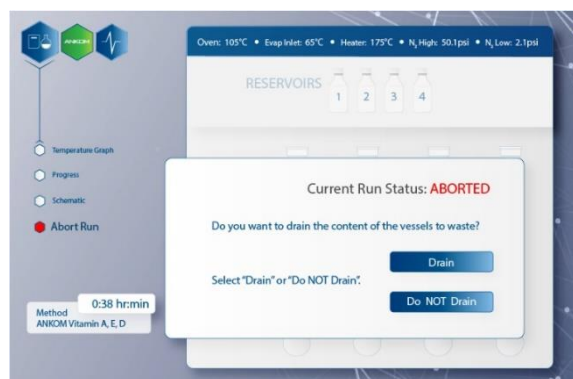 ANKOM
Oven: 105°C • Evap Inlet: 65°C • Heater: 175°C • N₂ High: 50.1psi • N₂ Low: 2.1psi
RESERVOIRS
1 2 3 4
Temperature Graph
Progress
Schematic
Abort Run
Current Run Status: ABORTED
Do you want to drain the content of the vessels to waste?
Drain
Select "Drain" or "Do NOT Drain".
Do NOT Drain
0:38 hr:min
Method
ANKOM Vitamin A, E, D